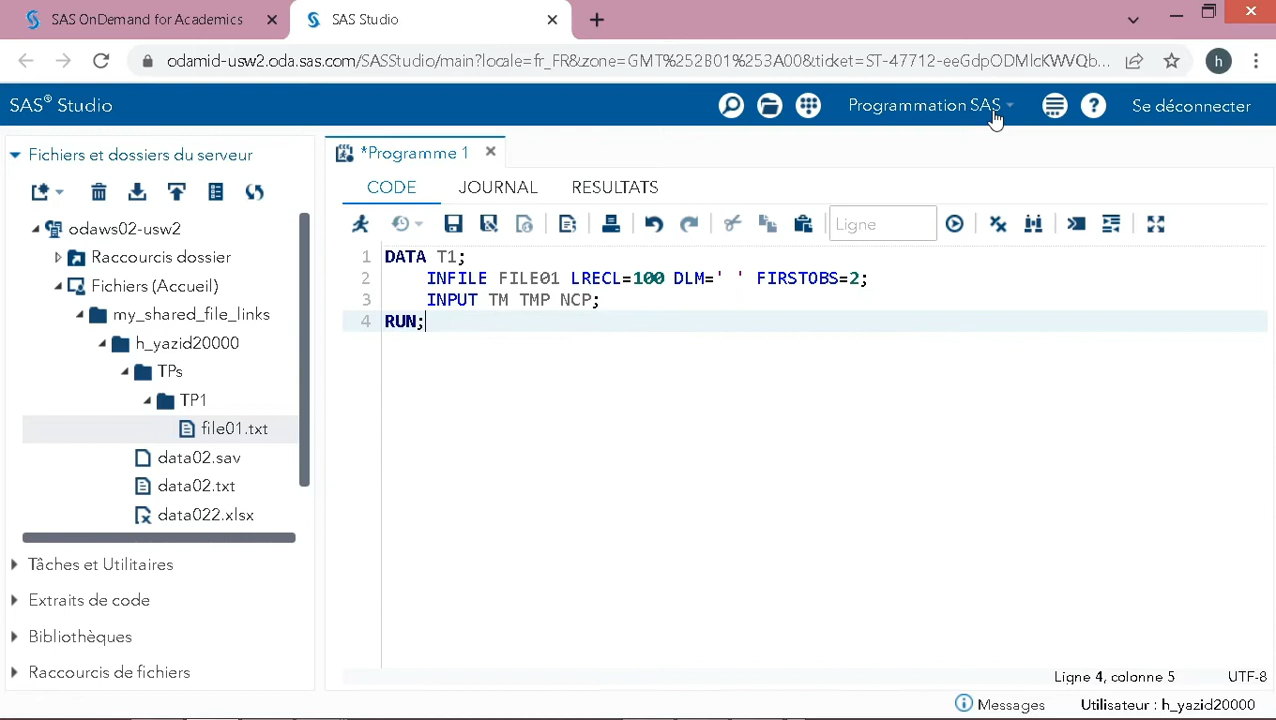 SAS OnDemand for Academics
SAS Studio
odamid-usw2.oda.sas.com/SASStudio/main?locale=fr_FR&zone=GMT%252B01%253A00&ticket=ST-47712-eeGdpODMlcKWVQb...
h
SAS® Studio
Programmation SAS
?
Se déconnecter
Fichiers et dossiers du serveur
*Programme 1
CODE
JOURNAL
RESULTATS
Ligne
odaws02-usw2
Raccourcis dossier
Fichiers (Accueil)
my_shared_file_links
h_yazid20000
TPs
TP1
file01.txt
data02.sav
data02.txt
data022.xlsx
Tâches et Utilitaires
Extraits de code
Bibliothèques
Raccourcis de fichiers
1 DATA T1;
2 INFILE FILE01 LRECL=100 DLM=' ' FIRSTOBS=2;
3 INPUT TM TMP NCP;
4 RUN;
Ligne 4, colonne 5
UTF-8
Messages
Utilisateur : h_yazid20000